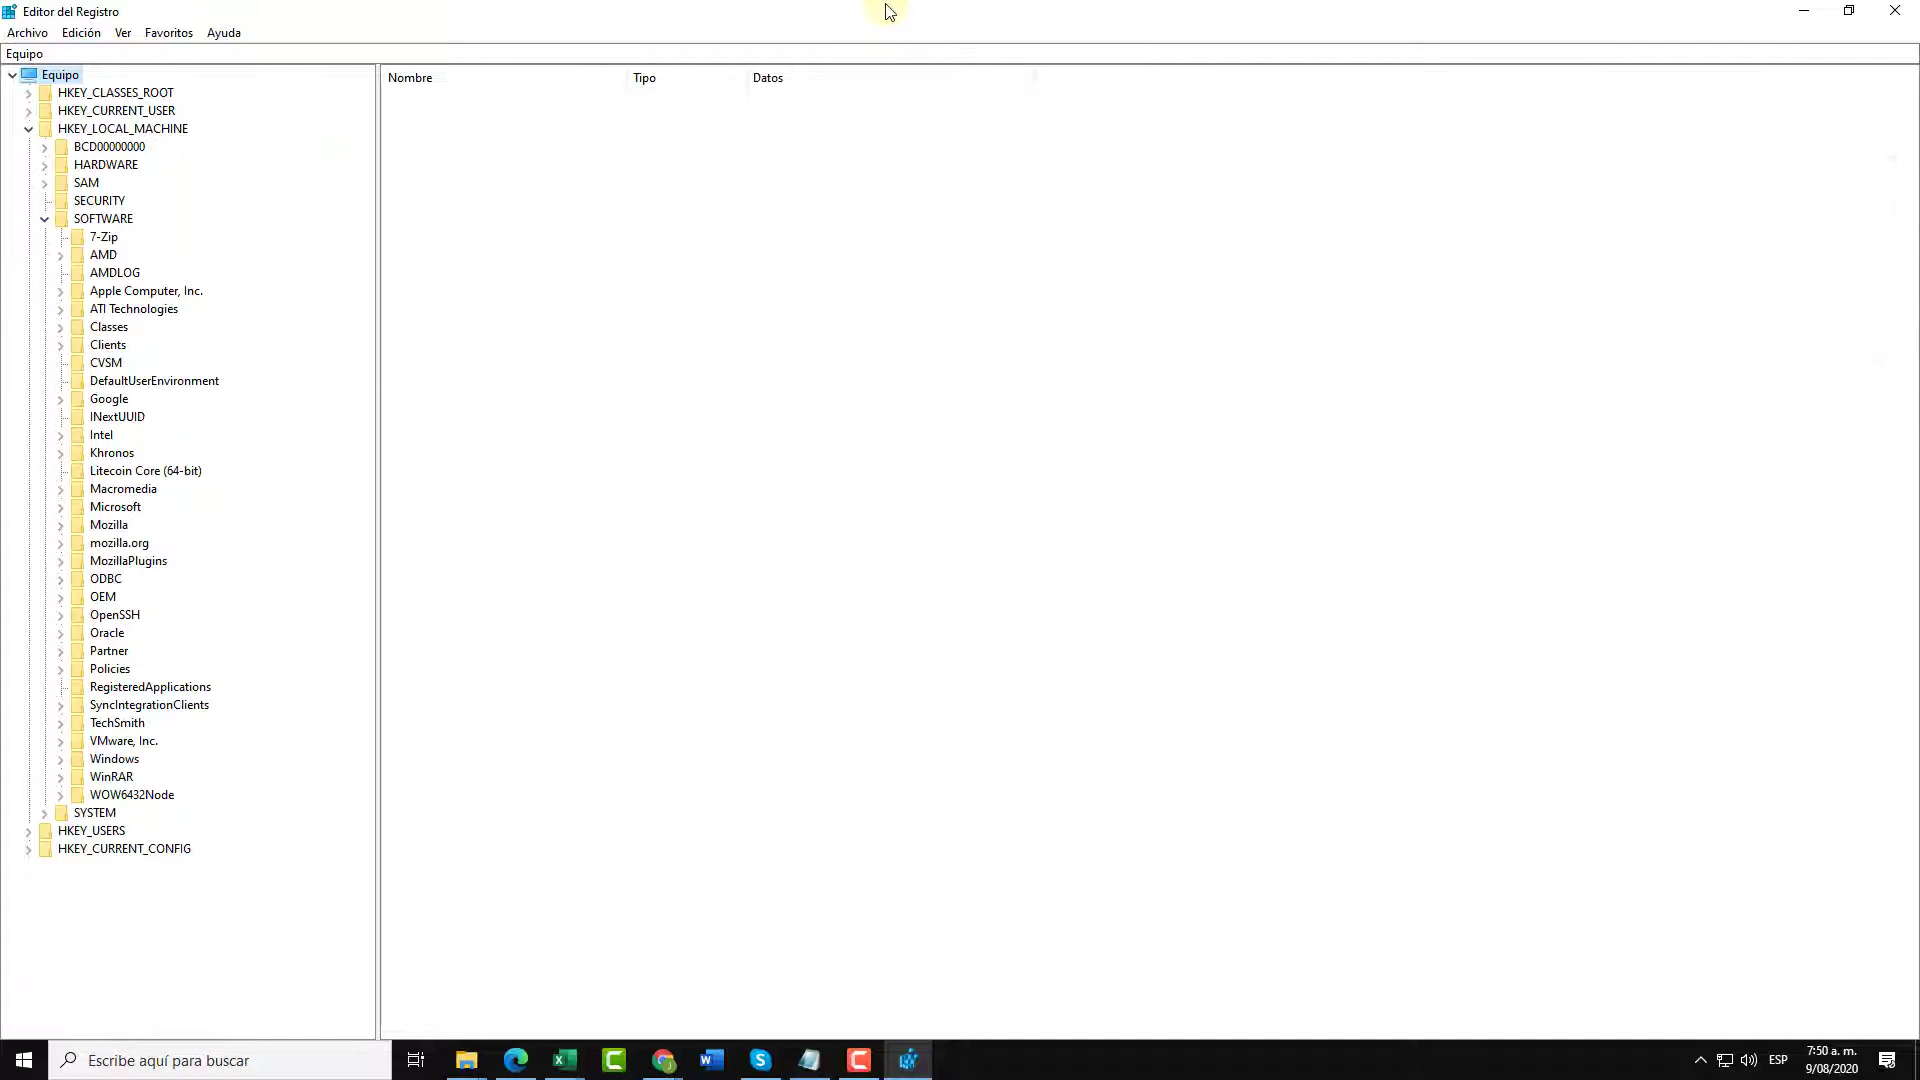 Editor del Registro
Archivo Edición Ver Favoritos Ayuda
Equipo
Equipo
HKEY_CLASSES_ROOT
HKEY_CURRENT_USER
HKEY_LOCAL_MACHINE
BCD00000000
HARDWARE
SAM
SECURITY
SOFTWARE
7-Zip
AMD
AMDLOG
Apple Computer, Inc.
ATI Technologies
Classes
Clients
CVSM
DefaultUserEnvironment
Google
INextUUID
Intel
Khronos
Litecoin Core (64-bit)
Macromedia
Microsoft
Mozilla
mozilla.org
MozillaPlugins
ODBC
OEM
OpenSSH
Oracle
Partner
Policies
RegisteredApplications
SyncIntegrationClients
TechSmith
VMware, Inc.
Windows
WinRAR
WOW6432Node
SYSTEM
HKEY_USERS
HKEY_CURRENT_CONFIG
Nombre Tipo Datos
Escribe aquí para buscar
ESP
7:50 a. m.
9/08/2020